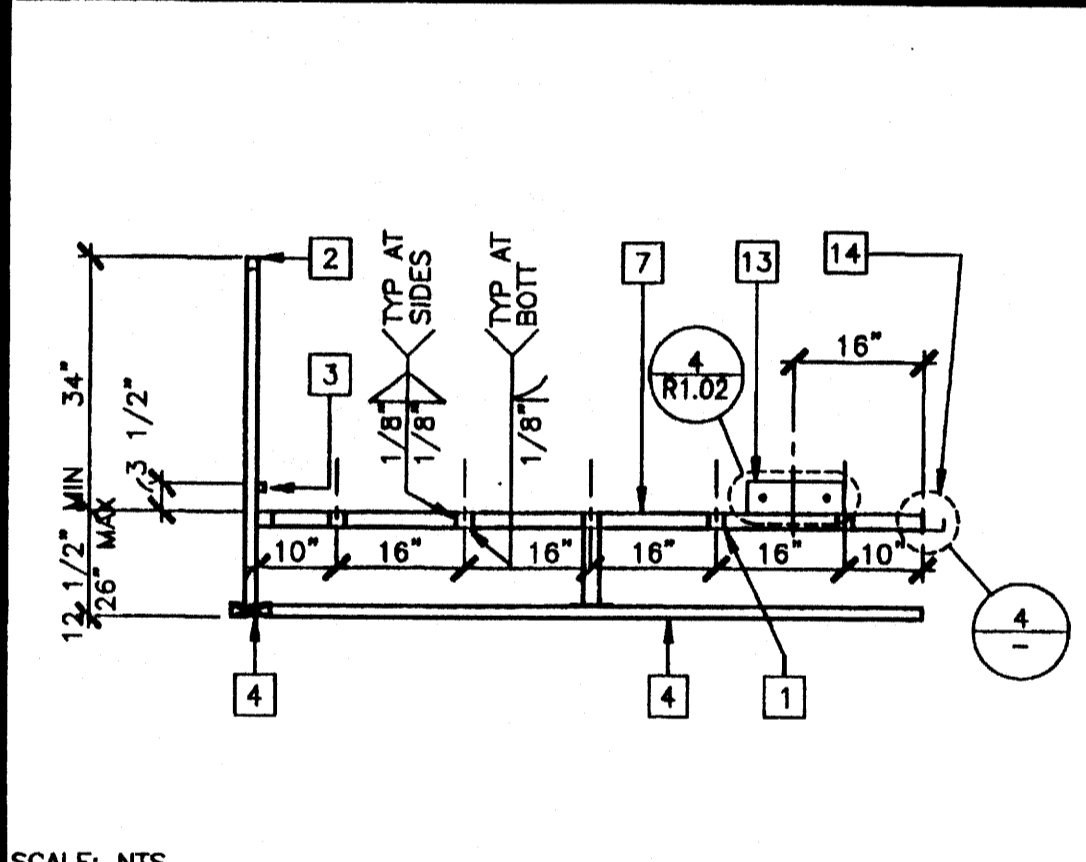 2
TYP AT
SIDES
TYP AT
BOTT
7
13
14
16"
4
R1.02
3
1/8"
1/8"
1/8"
34"
3 1/2"
12 1/2" MIN
26" MAX
10"
16"
16"
16"
16"
10"
4
4
1
4
-
SCALE: NTS